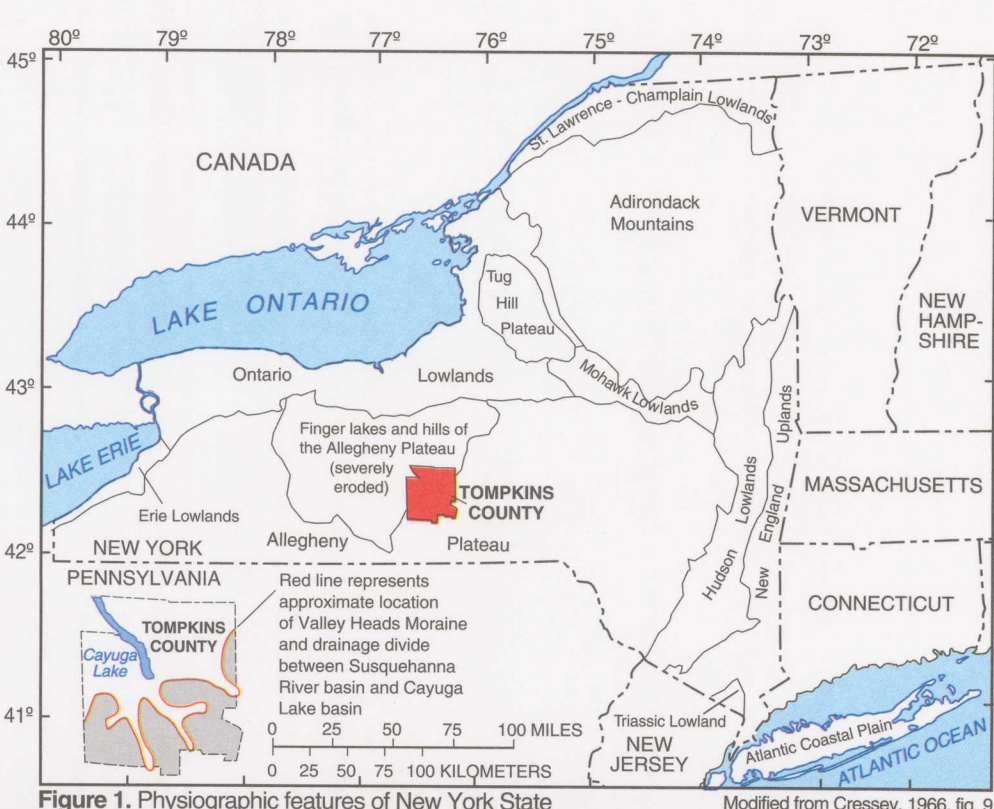 80º 79º 78º 77º 76º 75º 74º 73º 72º
45º
St. Lawrence - Champlain Lowlands
CANADA
Adirondack
Mountains
VERMONT
44º
Tug
Hill
Plateau
LAKE ONTARIO
NEW
HAMP-
SHIRE
43º
Ontario Lowlands
Mohawk Lowlands
Finger lakes and hills of
the Allegheny Plateau
(severely
eroded)
LAKE ERIE
TOMPKINS
COUNTY
Hudson Lowlands
New England Uplands
MASSACHUSETTS
Erie Lowlands
Allegheny Plateau
42º
NEW YORK
PENNSYLVANIA
CONNECTICUT
Red line represents
approximate location
of Valley Heads Moraine
and drainage divide
between Susquehanna
River basin and Cayuga
Lake basin
TOMPKINS
COUNTY
Cayuga
Lake
41º
0 25 50 75 100 MILES
0 25 50 75 100 KILOMETERS
Triassic Lowland
NEW
JERSEY
Atlantic Coastal Plain
ATLANTIC OCEAN
Figure 1. Physiographic features of New York State
Modified from Cressey, 1966, fig. 9